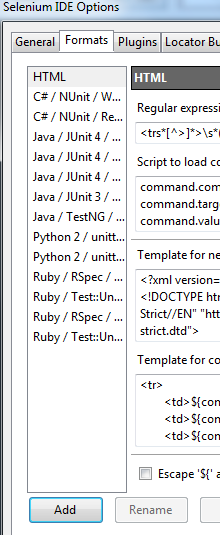 Selenium IDE Options
General Formats Plugins Locator Bu
HTML
C# / NUnit / W...
C# / NUnit / Re...
Java / JUnit 4 / ...
Java / JUnit 4 / ...
Java / JUnit 4 / ...
Java / JUnit 3 / ...
Java / TestNG / ...
Python 2 / unitt...
Python 2 / unitt...
Ruby / RSpec / ...
Ruby / Test::Un...
Ruby / RSpec / ...
Ruby / Test::Un...
Add
HTML
Regular expressi
<trs*[^>]*>\s*(
Script to load co
command.com
command.targe
command.value
Template for ne
<?xml version=
<!DOCTYPE ht
Strict//EN" "htt
strict.dtd">
Template for co
<tr>
<td>${con
<td>${con
<td>${con
Escape '${' a
Rename